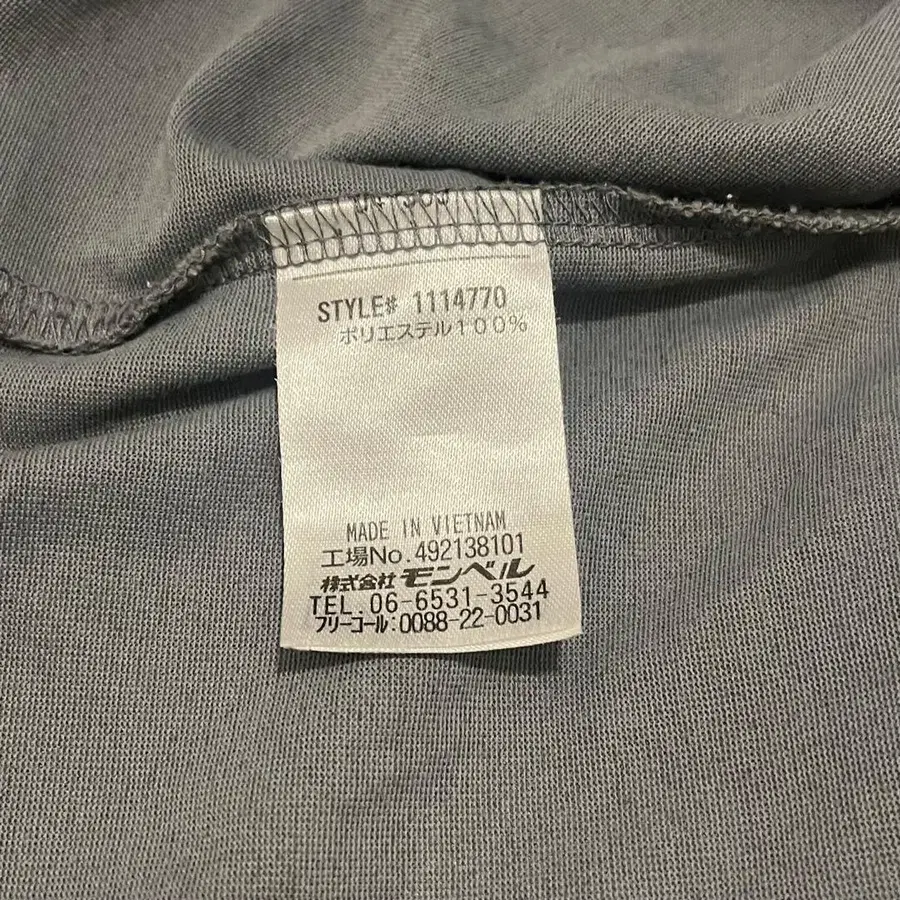 STYLE# 1114770
ポリエステル100%
MADE IN VIETNAM
工場No.492138101
株式会社 モンベル
TEL.06-6531-3544
フリーコール:0088-22-0031